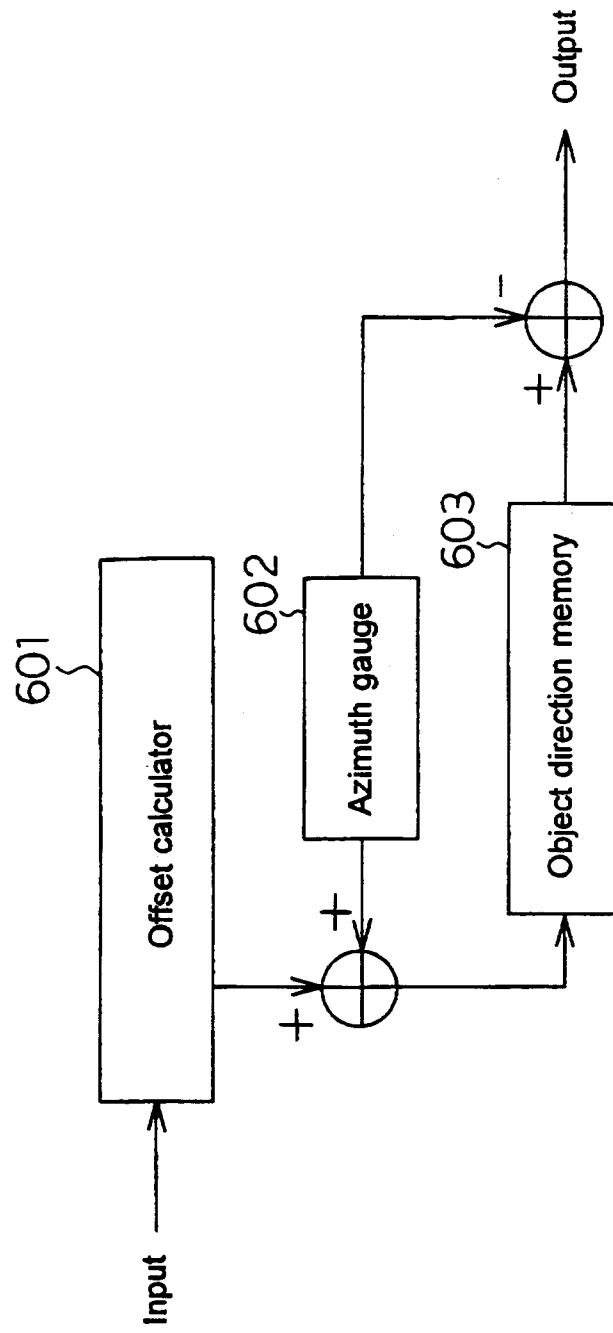 Input
601
Offset calculator
+
+
602
Azimuth gauge
603
Object direction memory
+
-
Output